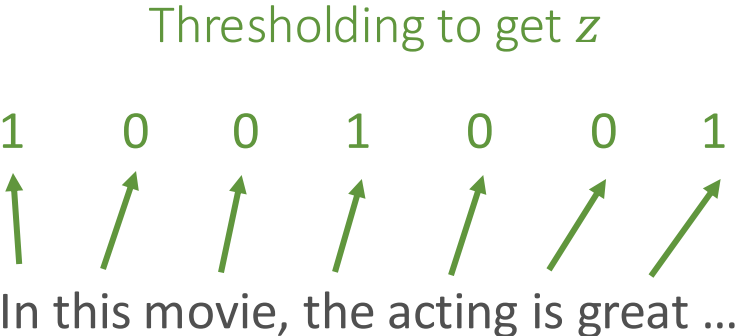 Thresholding to get z
1 0 0 1 0 0 1
In this movie, the acting is great ...